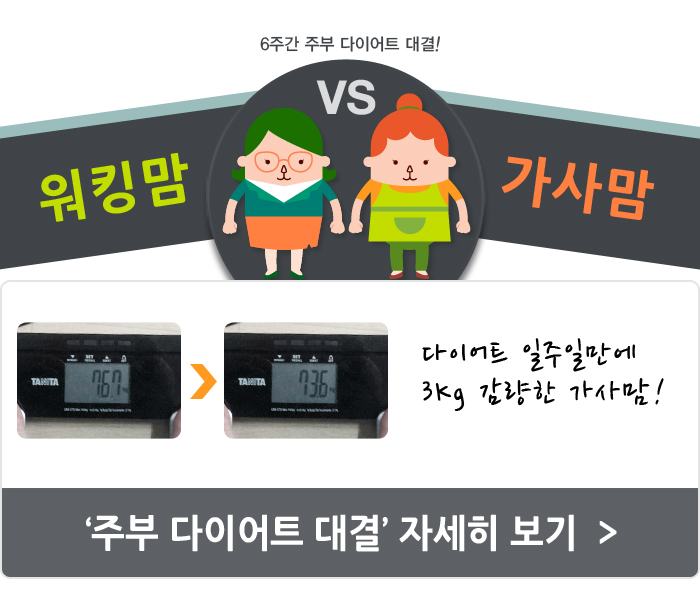 6주간 주부 다이어트 대결!
VS
워킹맘
가사맘
TANITA
76.7
TANITA
73.6
다이어트 일주일만에
3Kg 감량한 가사맘!
‘주부 다이어트 대결’ 자세히 보기 >